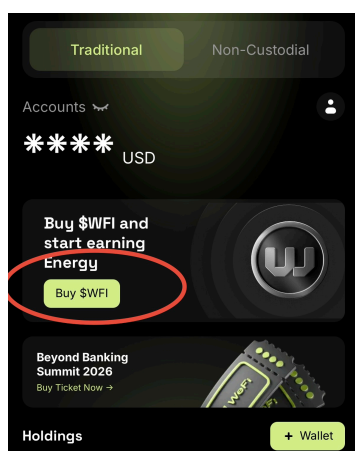 Traditional
Non-Custodial
Accounts
**** USD
Buy $WFI and
start earning
Energy
Buy $WFI
Beyond Banking
Summit 2026
Buy Ticket Now →
WeFi
Holdings
+ Wallet